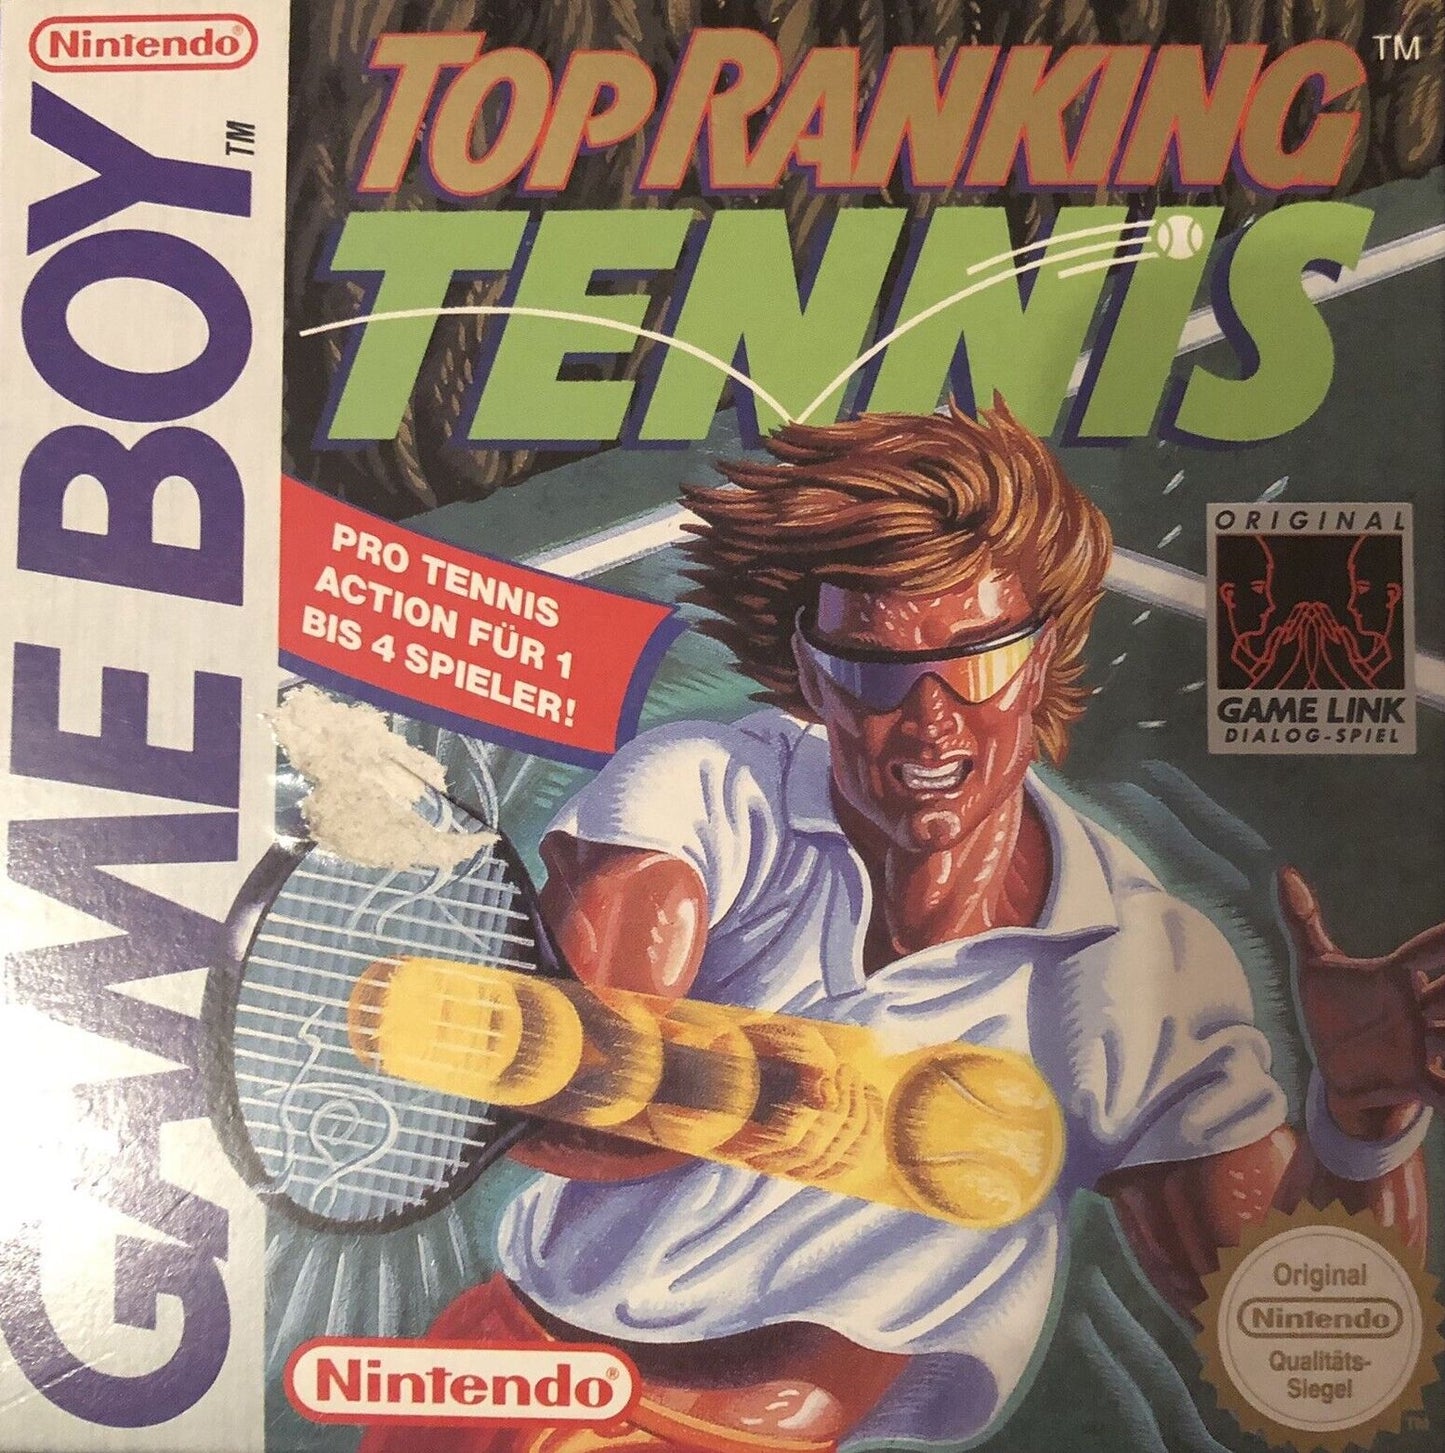 Nintendo®
GAME BOY™
TOP RANKING™
TENNIS
PRO TENNIS
ACTION FÜR 1
BIS 4 SPIELER!
ORIGINAL
GAME LINK
DIALOG-SPIEL
Original
Nintendo
Qualitäts-
Siegel
TM
Nintendo®